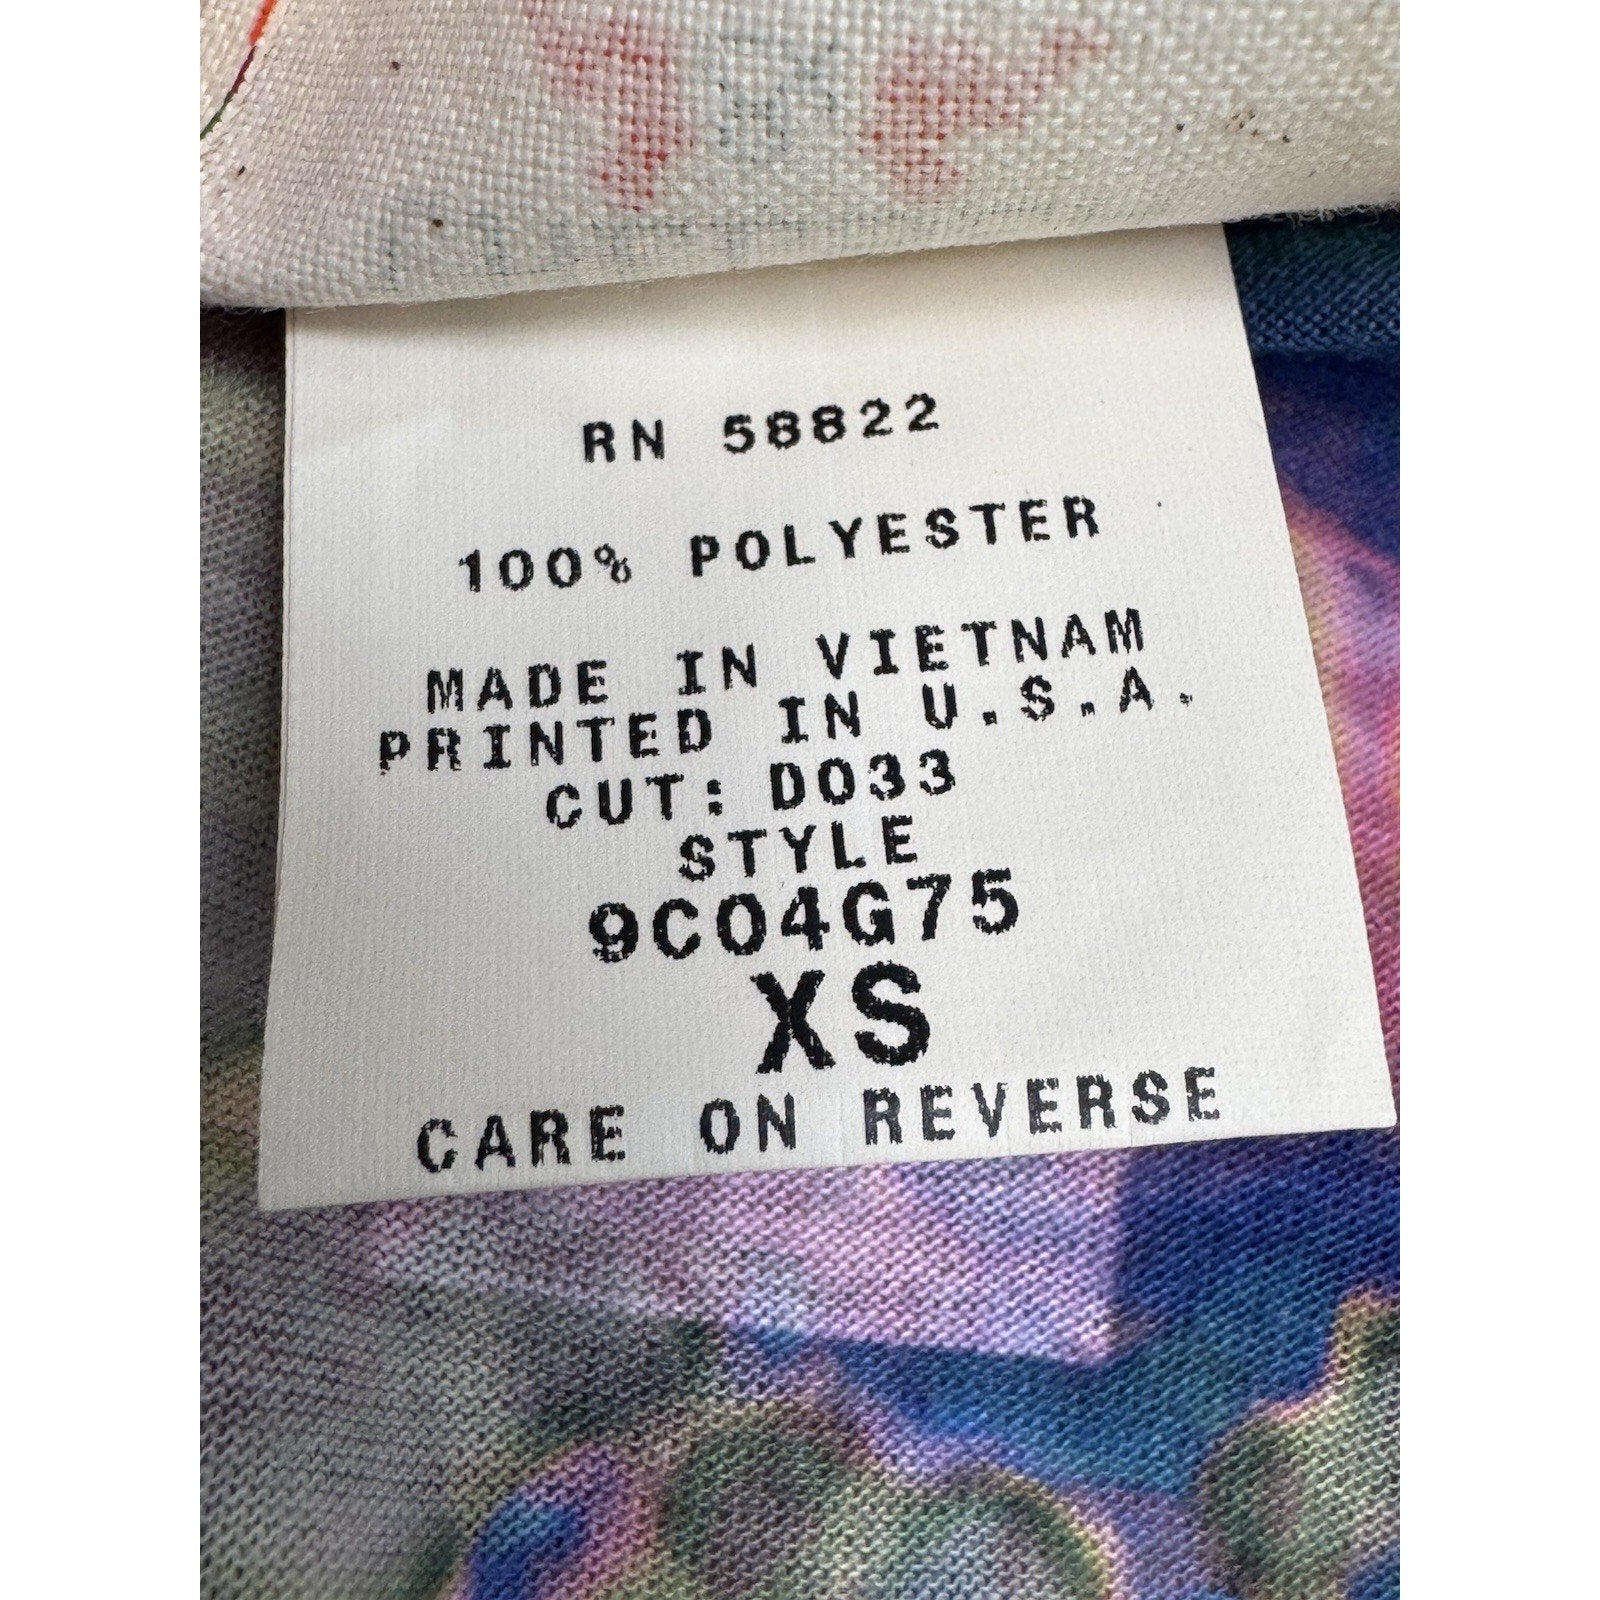 RN 58822
100% POLYESTER
MADE IN VIETNAM
PRINTED IN U.S.A.
CUT: D033
STYLE
9C04G75
XS
CARE ON REVERSE